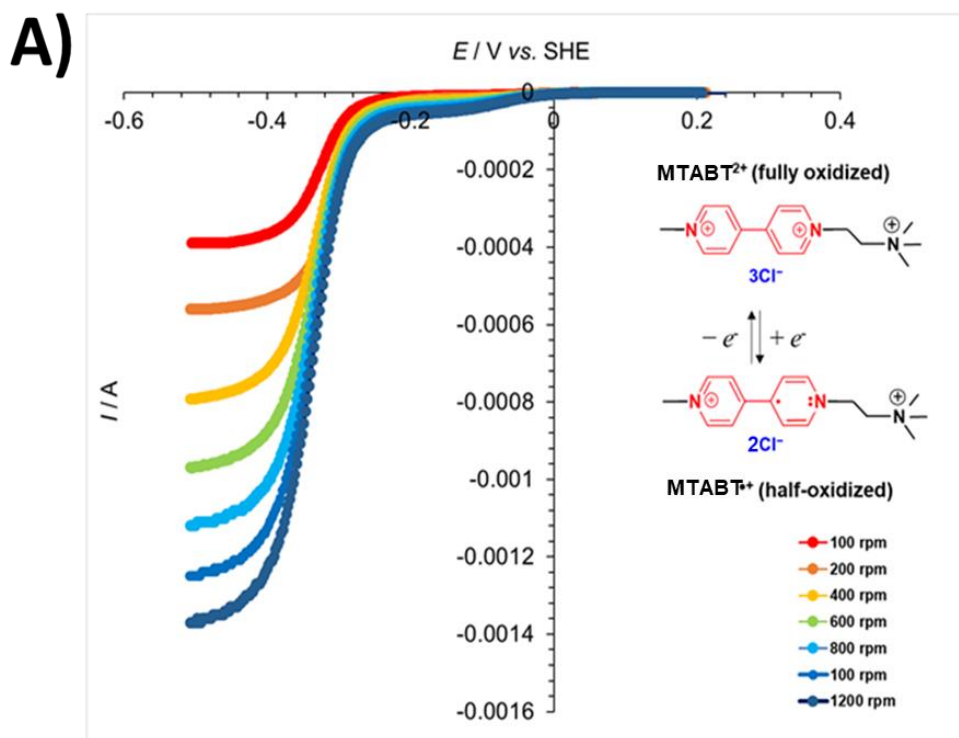 A)
E / V vs. SHE
-0.6 -0.4 -0.2 0 0.2 0.4
0
-0.0002
-0.0004
-0.0006
-0.0008
-0.001
-0.0012
-0.0014
-0.0016
I / A
MTABT²⁺ (fully oxidized)
N⁺ N⁺ N⁺
3Cl⁻
− e⁻ + e⁻
N⁺ N N⁺
2Cl⁻
MTABT•⁺ (half-oxidized)
100 rpm
200 rpm
400 rpm
600 rpm
800 rpm
100 rpm
1200 rpm